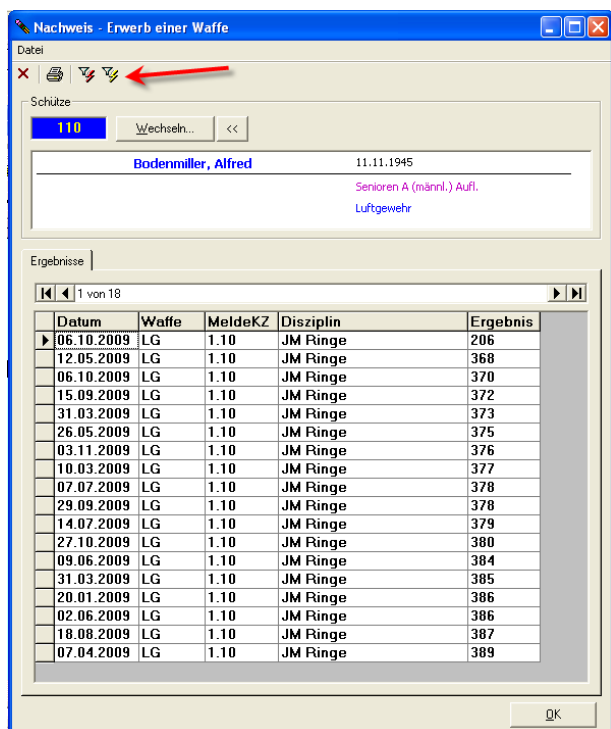 Nachweis - Erwerb einer Waffe
Datei
Schütze
110 Wechseln... <<
Bodenmiller, Alfred 11.11.1945
Senioren A (männl.) Aufl.
Luftgewehr
Ergebnisse
1 von 18
Datum Waffe MeldeKZ Disziplin Ergebnis
06.10.2009 LG 1.10 JM Ringe 206
12.05.2009 LG 1.10 JM Ringe 368
06.10.2009 LG 1.10 JM Ringe 370
15.09.2009 LG 1.10 JM Ringe 372
31.03.2009 LG 1.10 JM Ringe 373
26.05.2009 LG 1.10 JM Ringe 375
03.11.2009 LG 1.10 JM Ringe 376
10.03.2009 LG 1.10 JM Ringe 377
07.07.2009 LG 1.10 JM Ringe 378
29.09.2009 LG 1.10 JM Ringe 378
14.07.2009 LG 1.10 JM Ringe 379
27.10.2009 LG 1.10 JM Ringe 380
09.06.2009 LG 1.10 JM Ringe 384
31.03.2009 LG 1.10 JM Ringe 385
20.01.2009 LG 1.10 JM Ringe 386
02.06.2009 LG 1.10 JM Ringe 386
18.08.2009 LG 1.10 JM Ringe 387
07.04.2009 LG 1.10 JM Ringe 389
OK